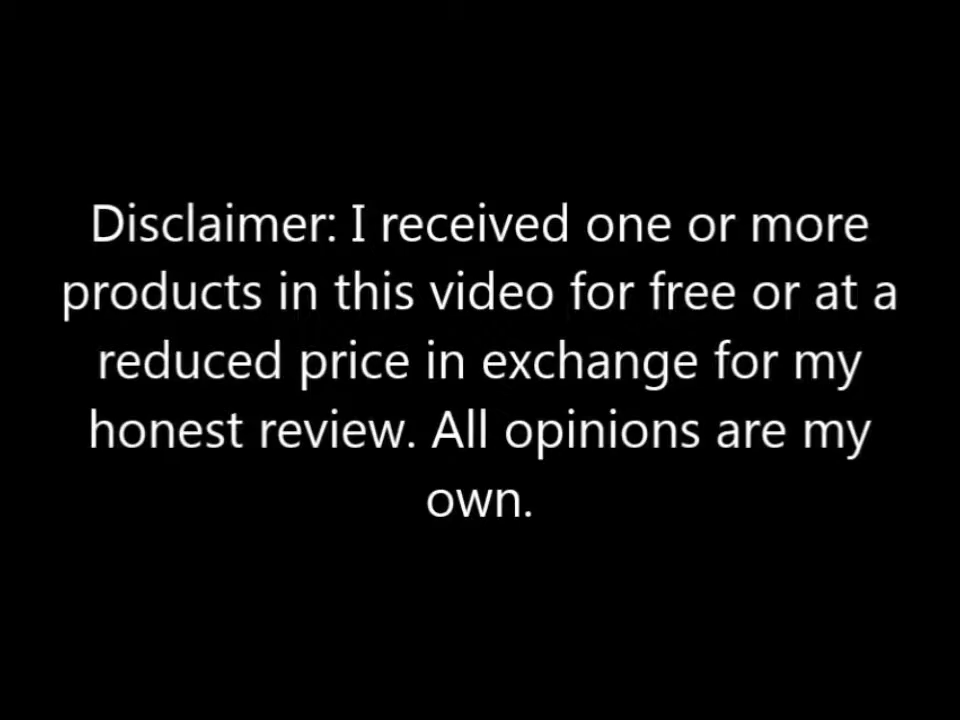 Disclaimer: I received one or more
products in this video for free or at a
reduced price in exchange for my
honest review. All opinions are my
own.